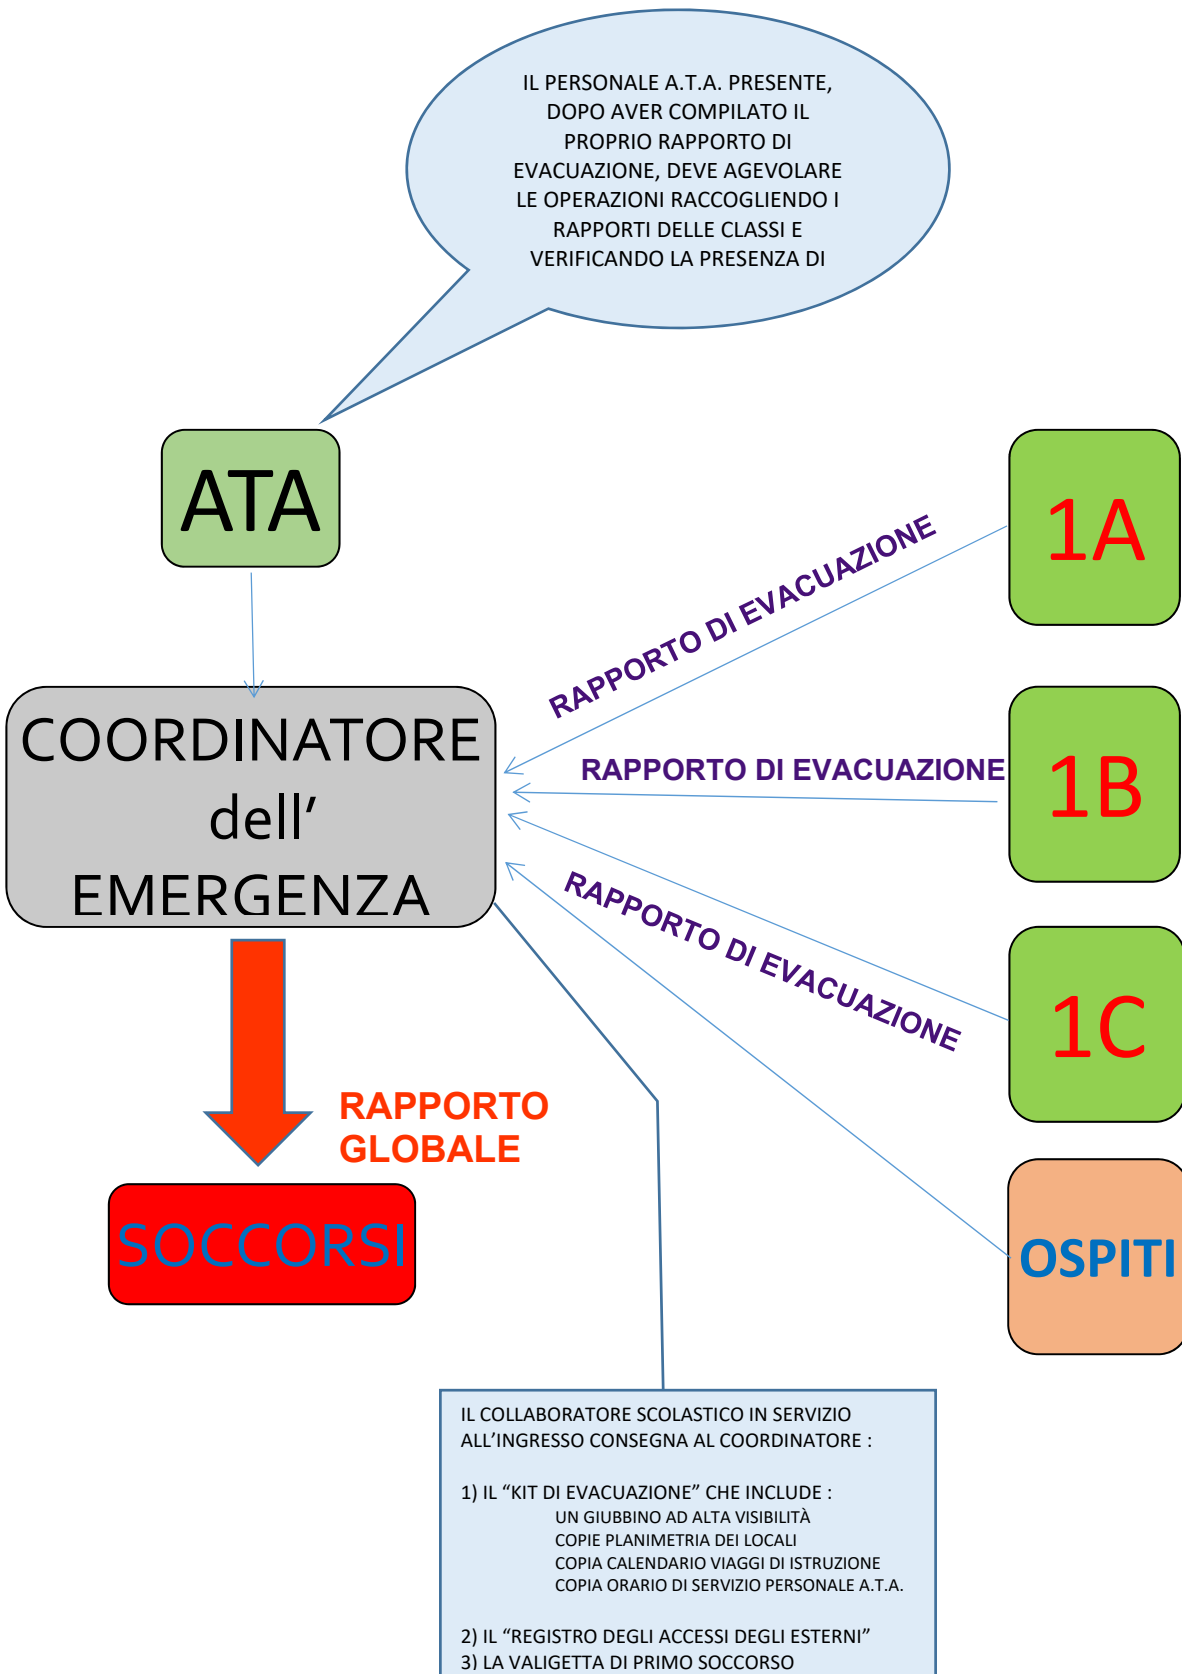 IL PERSONALE A.T.A. PRESENTE,
DOPO AVER COMPILATO IL
PROPRIO RAPPORTO DI
EVACUAZIONE, DEVE AGEVOLARE
LE OPERAZIONI RACCOGLIENDO I
RAPPORTI DELLE CLASSI E
VERIFICANDO LA PRESENZA DI
ATA
1A
RAPPORTO DI EVACUAZIONE
COORDINATORE
dell’
EMERGENZA
RAPPORTO DI EVACUAZIONE
1B
RAPPORTO DI EVACUAZIONE
1C
RAPPORTO
GLOBALE
SOCCORSI
OSPITI
IL COLLABORATORE SCOLASTICO IN SERVIZIO
ALL’INGRESSO CONSEGNA AL COORDINATORE :
1) IL “KIT DI EVACUAZIONE” CHE INCLUDE :
UN GIUBBINO AD ALTA VISIBILITÀ
COPIE PLANIMETRIA DEI LOCALI
COPIA CALENDARIO VIAGGI DI ISTRUZIONE
COPIA ORARIO DI SERVIZIO PERSONALE A.T.A.
2) IL “REGISTRO DEGLI ACCESSI DEGLI ESTERNI”
3) LA VALIGETTA DI PRIMO SOCCORSO